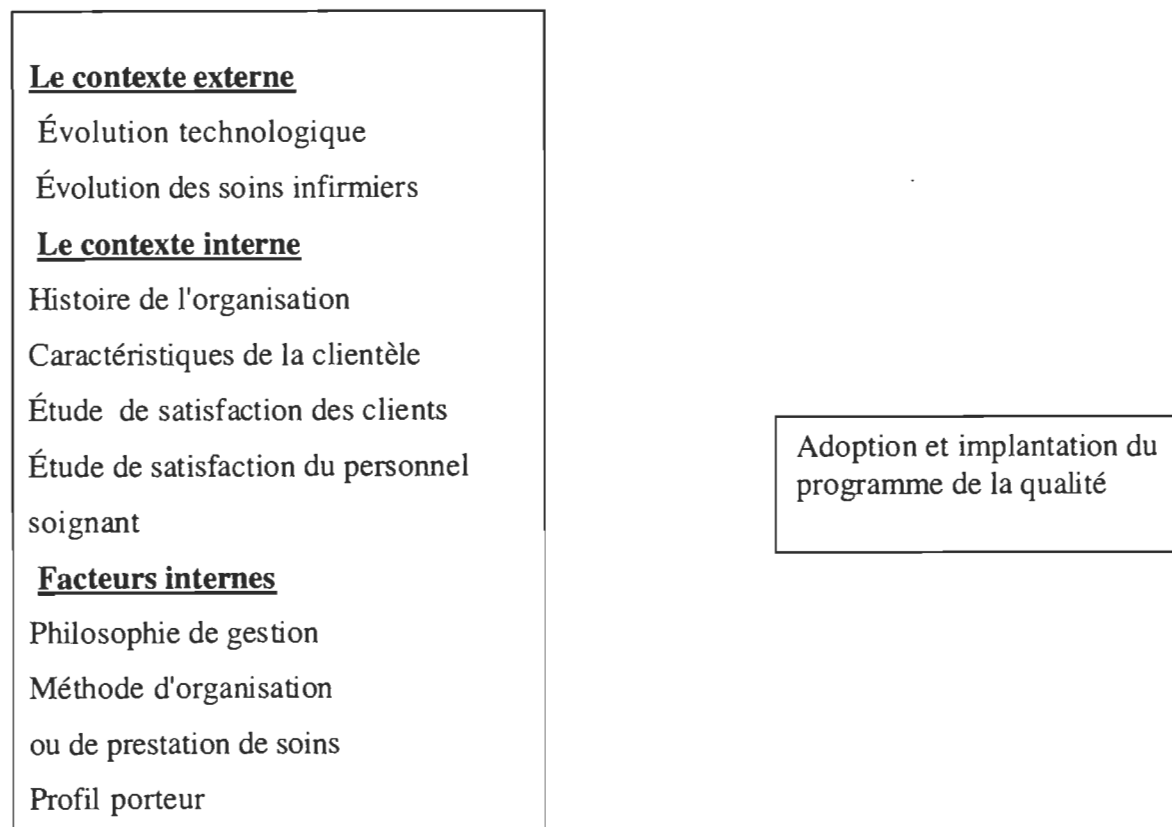 Le contexte externe
Évolution technologique
Évolution des soins infirmiers
Le contexte interne
Histoire de l'organisation
Caractéristiques de la clientèle
Étude de satisfaction des clients
Étude de satisfaction du personnel
soignant
Facteurs internes
Philosophie de gestion
Méthode d'organisation
ou de prestation de soins
Profil porteur
Adoption et implantation du
programme de la qualité